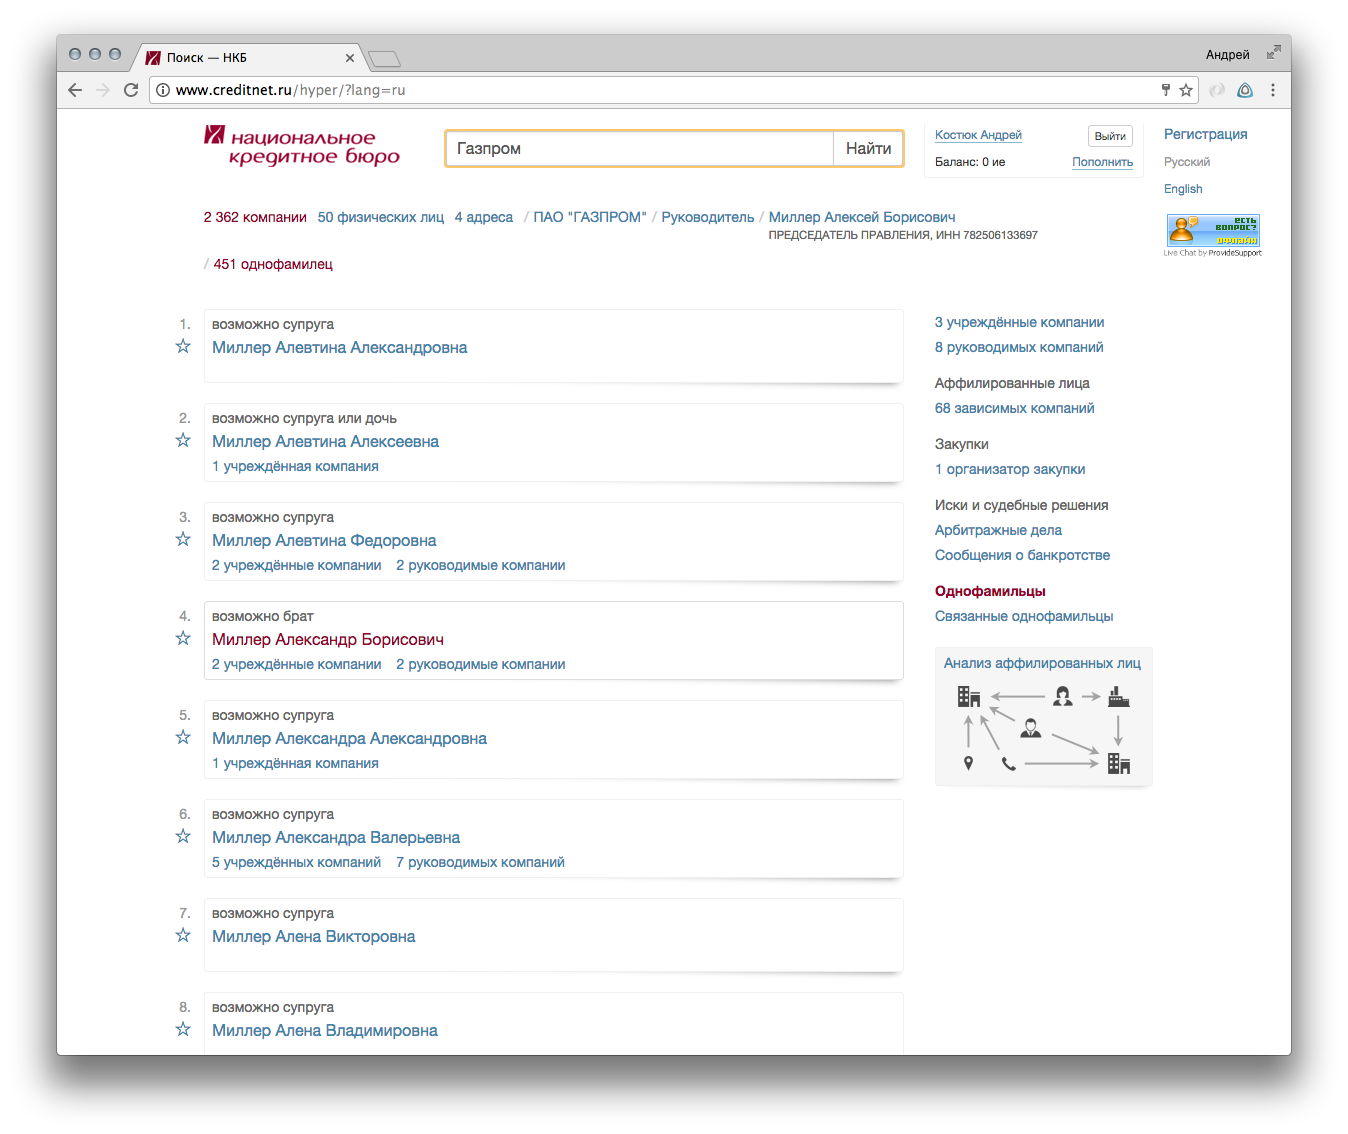 Поиск — НКБ
Андрей
www.creditnet.ru/hyper/?lang=ru
национальное
кредитное бюро
Газпром
Найти
Костюк Андрей
Выйти
Баланс: 0 ие
Пополнить
Регистрация
Русский
English
есть
вопрос?
офлайн
Live Chat by ProvideSupport
2 362 компании 50 физических лиц 4 адреса / ПАО "ГАЗПРОМ" / Руководитель / Миллер Алексей Борисович
ПРЕДСЕДАТЕЛЬ ПРАВЛЕНИЯ, ИНН 782506133697
/ 451 однофамилец
1. возможно супруга
Миллер Алевтина Александровна
2. возможно супруга или дочь
Миллер Алевтина Алексеевна
1 учреждённая компания
3. возможно супруга
Миллер Алевтина Федоровна
2 учреждённые компании 2 руководимые компании
4. возможно брат
Миллер Александр Борисович
2 учреждённые компании 2 руководимые компании
5. возможно супруга
Миллер Александра Александровна
1 учреждённая компания
6. возможно супруга
Миллер Александра Валерьевна
5 учреждённых компаний 7 руководимых компаний
7. возможно супруга
Миллер Алена Викторовна
8. возможно супруга
Миллер Алена Владимировна
3 учреждённые компании
8 руководимых компаний
Аффилированные лица
68 зависимых компаний
Закупки
1 организатор закупки
Иски и судебные решения
Арбитражные дела
Сообщения о банкротстве
Однофамильцы
Связанные однофамильцы
Анализ аффилированных лиц